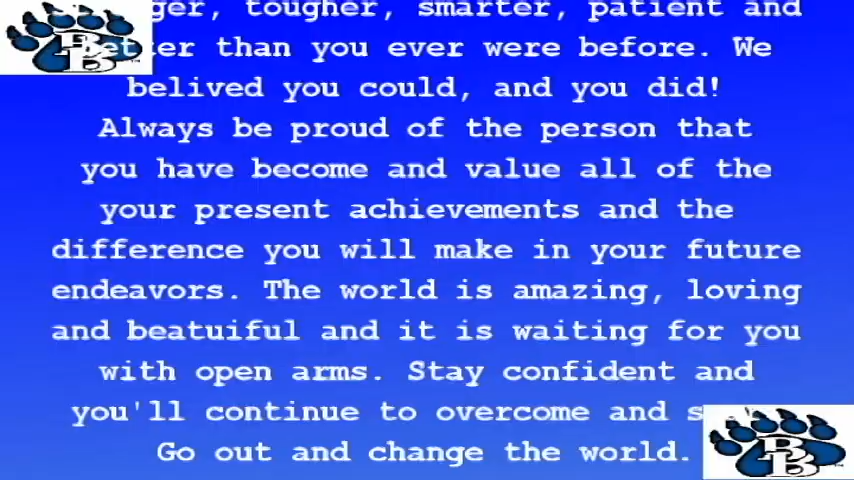 tougher, smarter, patient and
than you ever were before. We
belived you could, and you did!
Always be proud of the person that
you have become and value all of the
your present achievements and the
difference you will make in your future
endeavors. The world is amazing, loving
and beatuiful and it is waiting for you
with open arms. Stay confident and
you'll continue to overcome and
Go out and change the world.